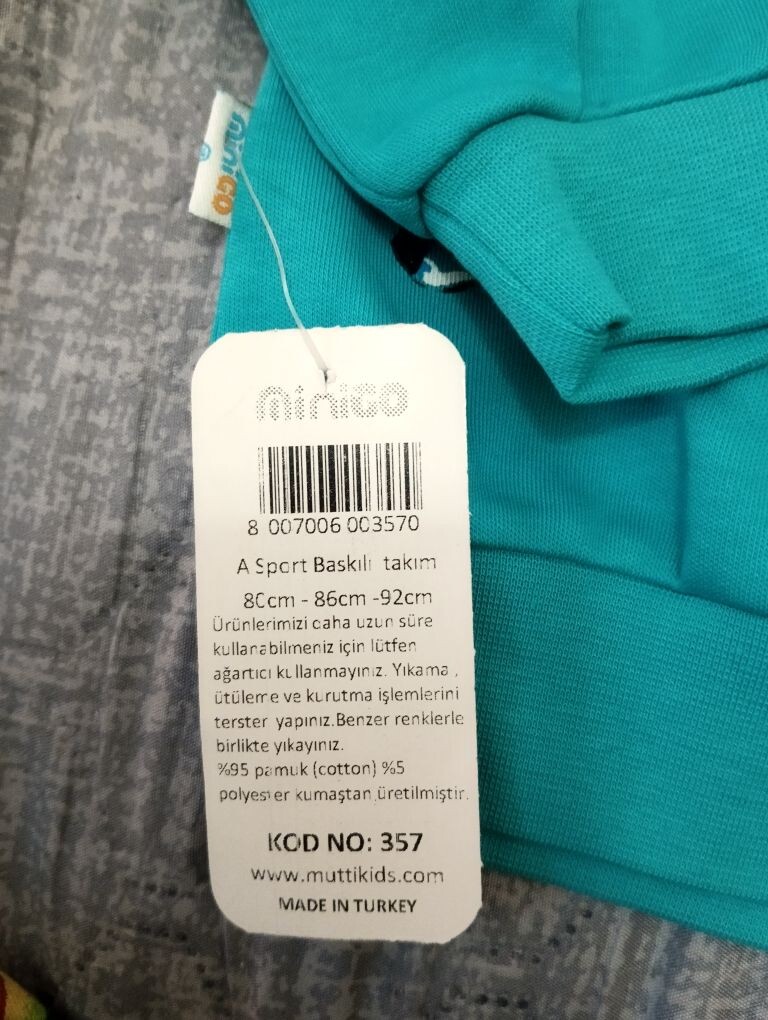 minico
®
minico
8 007006 003570
A Sport Baskılı takım
80cm - 86cm -92cm
Ürünlerimizi daha uzun süre
kullanabilmeniz için lütfen
ağartıcı kullanmayınız. Yıkama ,
ütüleme ve kurutma işlemlerini
terster yapınız.Benzer renklerle
birlikte yıkayınız.
%95 pamuk (cotton) %5
polyester kumaştan üretilmiştir.
KOD NO: 357
www.muttikids.com
MADE IN TURKEY